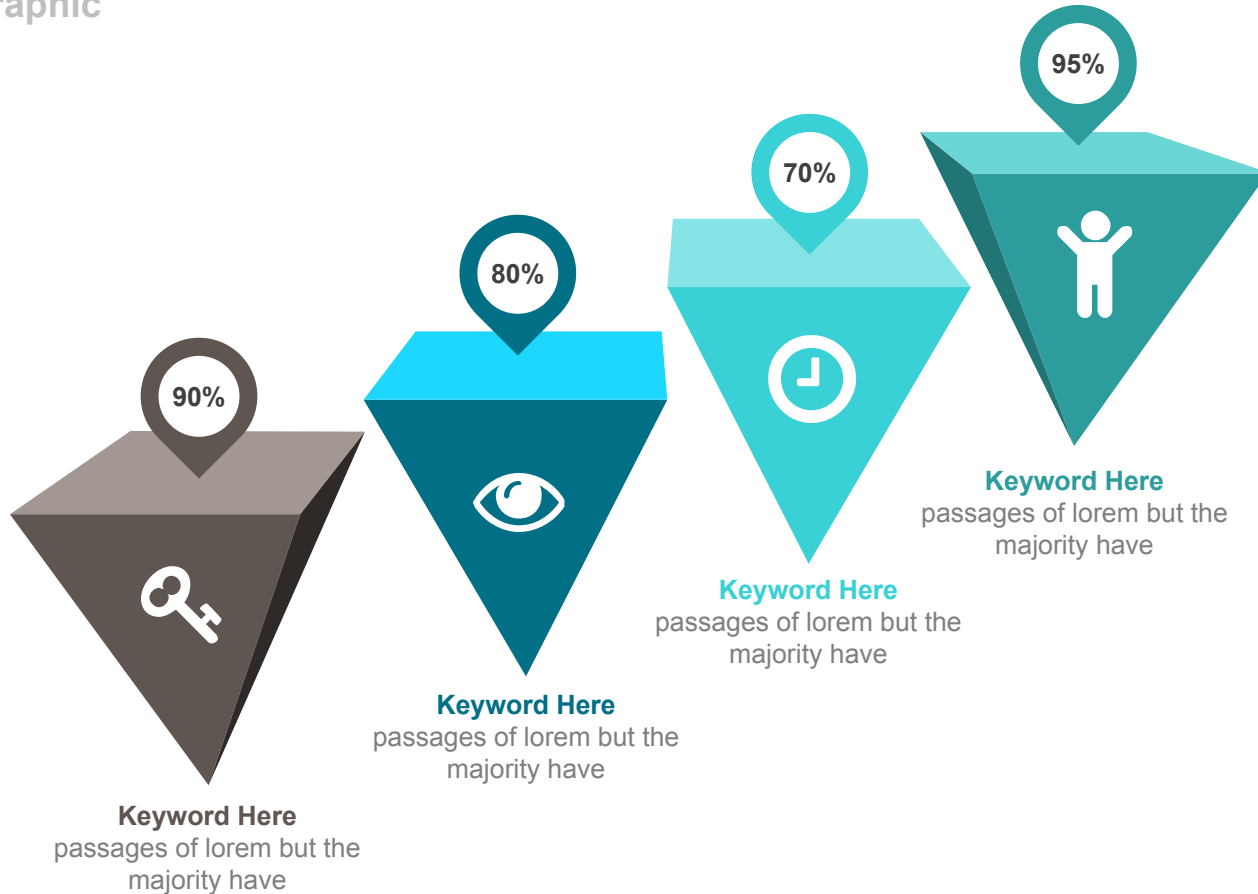 95%
70%
80%
90%
Keyword Here
passages of lorem but the
majority have
Keyword Here
passages of lorem but the
majority have
Keyword Here
passages of lorem but the
majority have
Keyword Here
passages of lorem but the
majority have